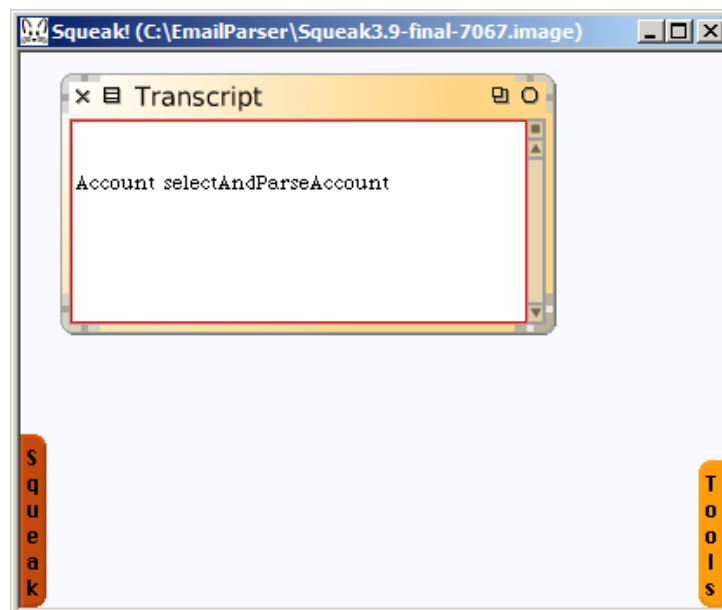 Squeak! (C:\EmailParser\Squeak3.9-final-7067.image)
Transcript
Account selectAndParseAccount
Squeak
Tools